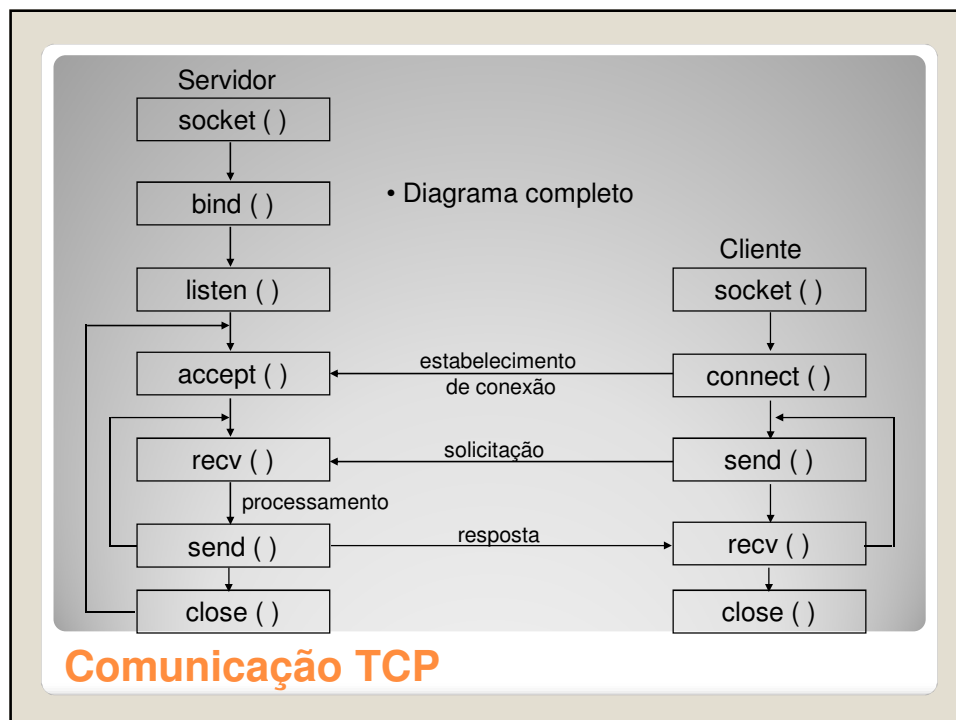 Servidor
socket ( )
bind ( )
• Diagrama completo
Cliente
listen ( )
socket ( )
accept ( )
estabelecimento
de conexão
connect ( )
recv ( )
solicitação
send ( )
processamento
send ( )
resposta
recv ( )
close ( )
close ( )
Comunicação TCP